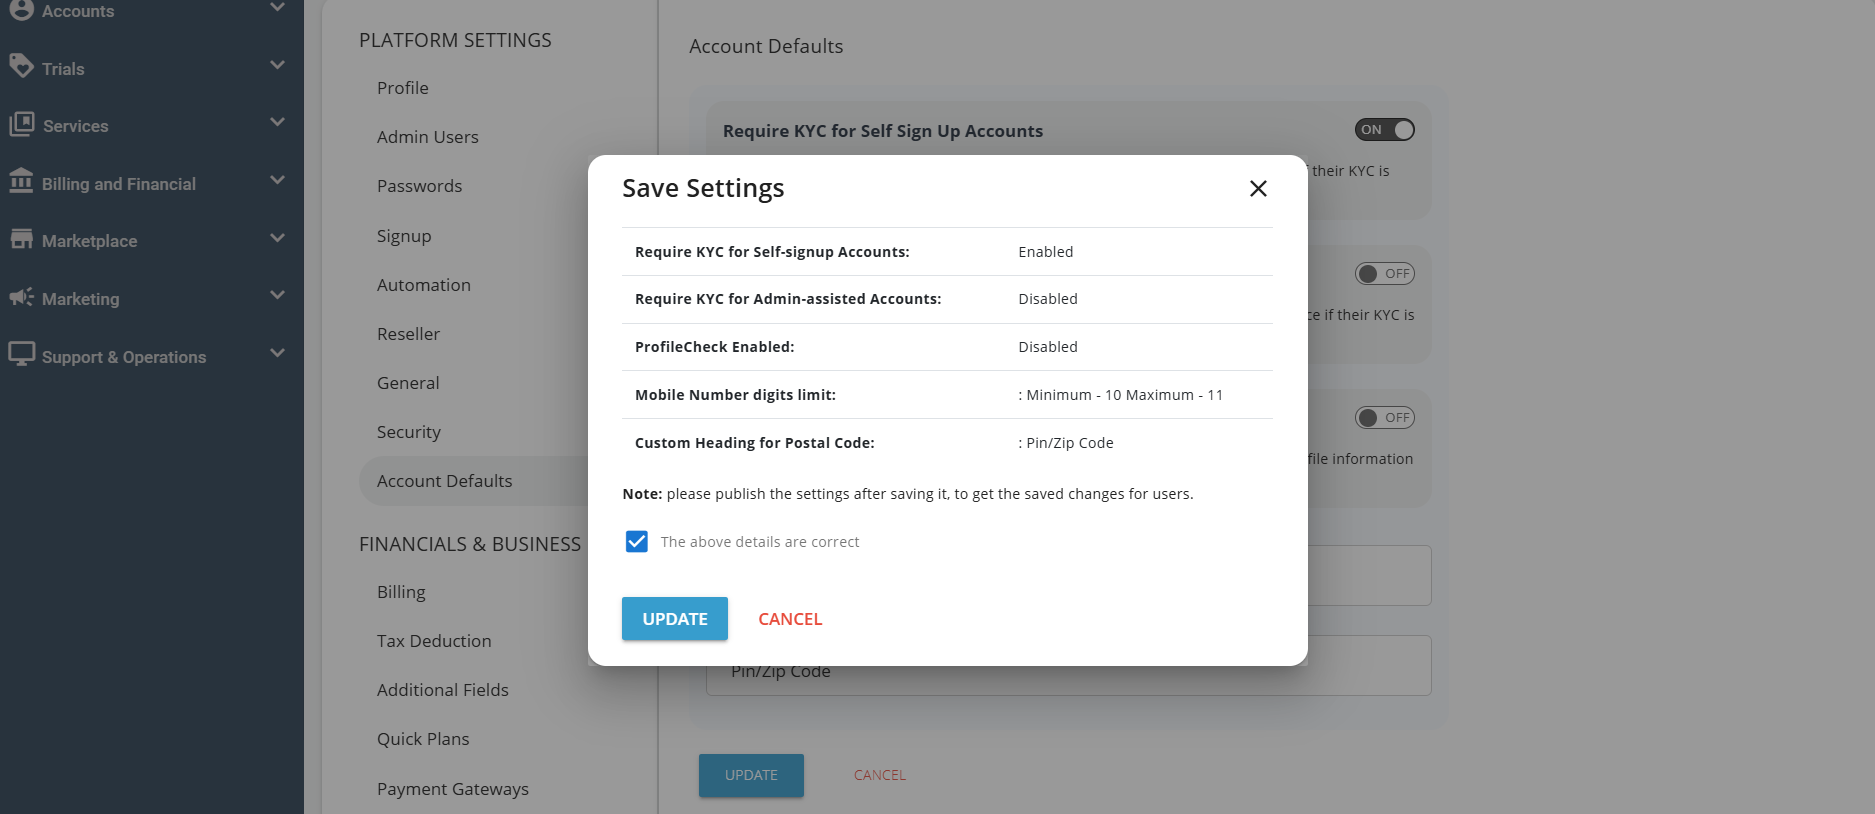 Accounts
Trials
Services
Billing and Financial
Marketplace
Marketing
Support & Operations
PLATFORM SETTINGS
Profile
Admin Users
Passwords
Signup
Automation
Reseller
General
Security
Account Defaults
FINANCIALS & BUSINESS
Billing
Tax Deduction
Additional Fields
Quick Plans
Payment Gateways
Account Defaults
Require KYC for Self Sign Up Accounts
ON
their KYC is
OFF
if their KYC is
OFF
information
Save Settings
Require KYC for Self-signup Accounts: Enabled
Require KYC for Admin-assisted Accounts: Disabled
ProfileCheck Enabled: Disabled
Mobile Number digits limit: : Minimum - 10 Maximum - 11
Custom Heading for Postal Code: : Pin/Zip Code
Note: please publish the settings after saving it, to get the saved changes for users.
The above details are correct
UPDATE CANCEL
Pin/Zip Code
UPDATE CANCEL